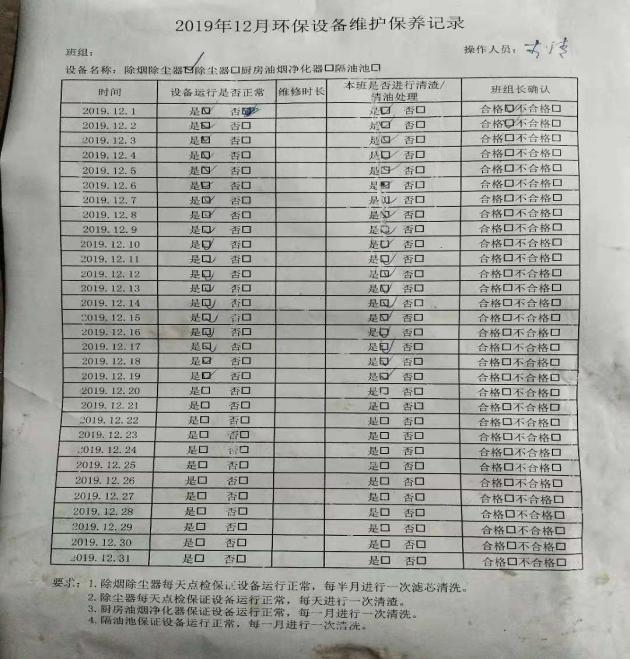 2019年12月环保设备维护保养记录
班组： 操作人员：
设备名称：除烟除尘器☑除尘器□厨房油烟净化器□隔油池□
时间 设备运行是否正常 维修时长 本班是否进行清渣/清油处理 班组长确认
2019.12.1 是☑ 否□ 是☑ 否□ 合格☑不合格□
2019.12.2 是☑ 否□ 是☑ 否□ 合格☑不合格□
2019.12.3 是☑ 否□ 是☑ 否□ 合格□不合格□
2019.12.4 是☑ 否□ 是☑ 否□ 合格□不合格□
2019.12.5 是☑ 否□ 是☑ 否□ 合格□不合格□
2019.12.6 是☑ 否□ 是☑ 否□ 合格□不合格□
2019.12.7 是☑ 否□ 是☑ 否□ 合格□不合格□
2019.12.8 是☑ 否□ 是☑ 否□ 合格□不合格□
2019.12.9 是☑ 否□ 是☑ 否□ 合格□不合格□
2019.12.10 是☑ 否□ 是☑ 否□ 合格□不合格□
2019.12.11 是☑ 否□ 是☑ 否□ 合格□不合格□
2019.12.12 是☑ 否□ 是☑ 否□ 合格□不合格□
2019.12.13 是☑ 否□ 是☑ 否□ 合格□不合格□
2019.12.14 是☑ 否□ 是☑ 否□ 合格□不合格□
2019.12.15 是☑ 否□ 是☑ 否□ 合格□不合格□
2019.12.16 是☑ 否□ 是☑ 否□ 合格□不合格□
2019.12.17 是☑ 否□ 是☑ 否□ 合格□不合格□
2019.12.18 是☑ 否□ 是☑ 否□ 合格□不合格□
2019.12.19 是☑ 否□ 是☑ 否□ 合格□不合格□
2019.12.20 是□ 否□ 是□ 否□ 合格□不合格□
2019.12.21 是□ 否□ 是□ 否□ 合格□不合格□
2019.12.22 是□ 否□ 是□ 否□ 合格□不合格□
2019.12.23 是□ 否□ 是□ 否□ 合格□不合格□
2019.12.24 是□ 否□ 是□ 否□ 合格□不合格□
2019.12.25 是□ 否□ 是□ 否□ 合格□不合格□
2019.12.26 是□ 否□ 是□ 否□ 合格□不合格□
2019.12.27 是□ 否□ 是□ 否□ 合格□不合格□
2019.12.28 是□ 否□ 是□ 否□ 合格□不合格□
2019.12.29 是□ 否□ 是□ 否□ 合格□不合格□
2019.12.30 是□ 否□ 是□ 否□ 合格□不合格□
2019.12.31 是□ 否□ 是□ 否□ 合格□不合格□
要求：1.除烟除尘器每天点检保证设备运行正常，每半月进行一次滤芯清洗。
2.除尘器每天点检保证设备运行正常，每天进行一次清渣。
3.厨房油烟净化器保证设备运行正常，每一月进行一次清洗。
4.隔油池保证设备运行正常，每一月进行一次清洗。